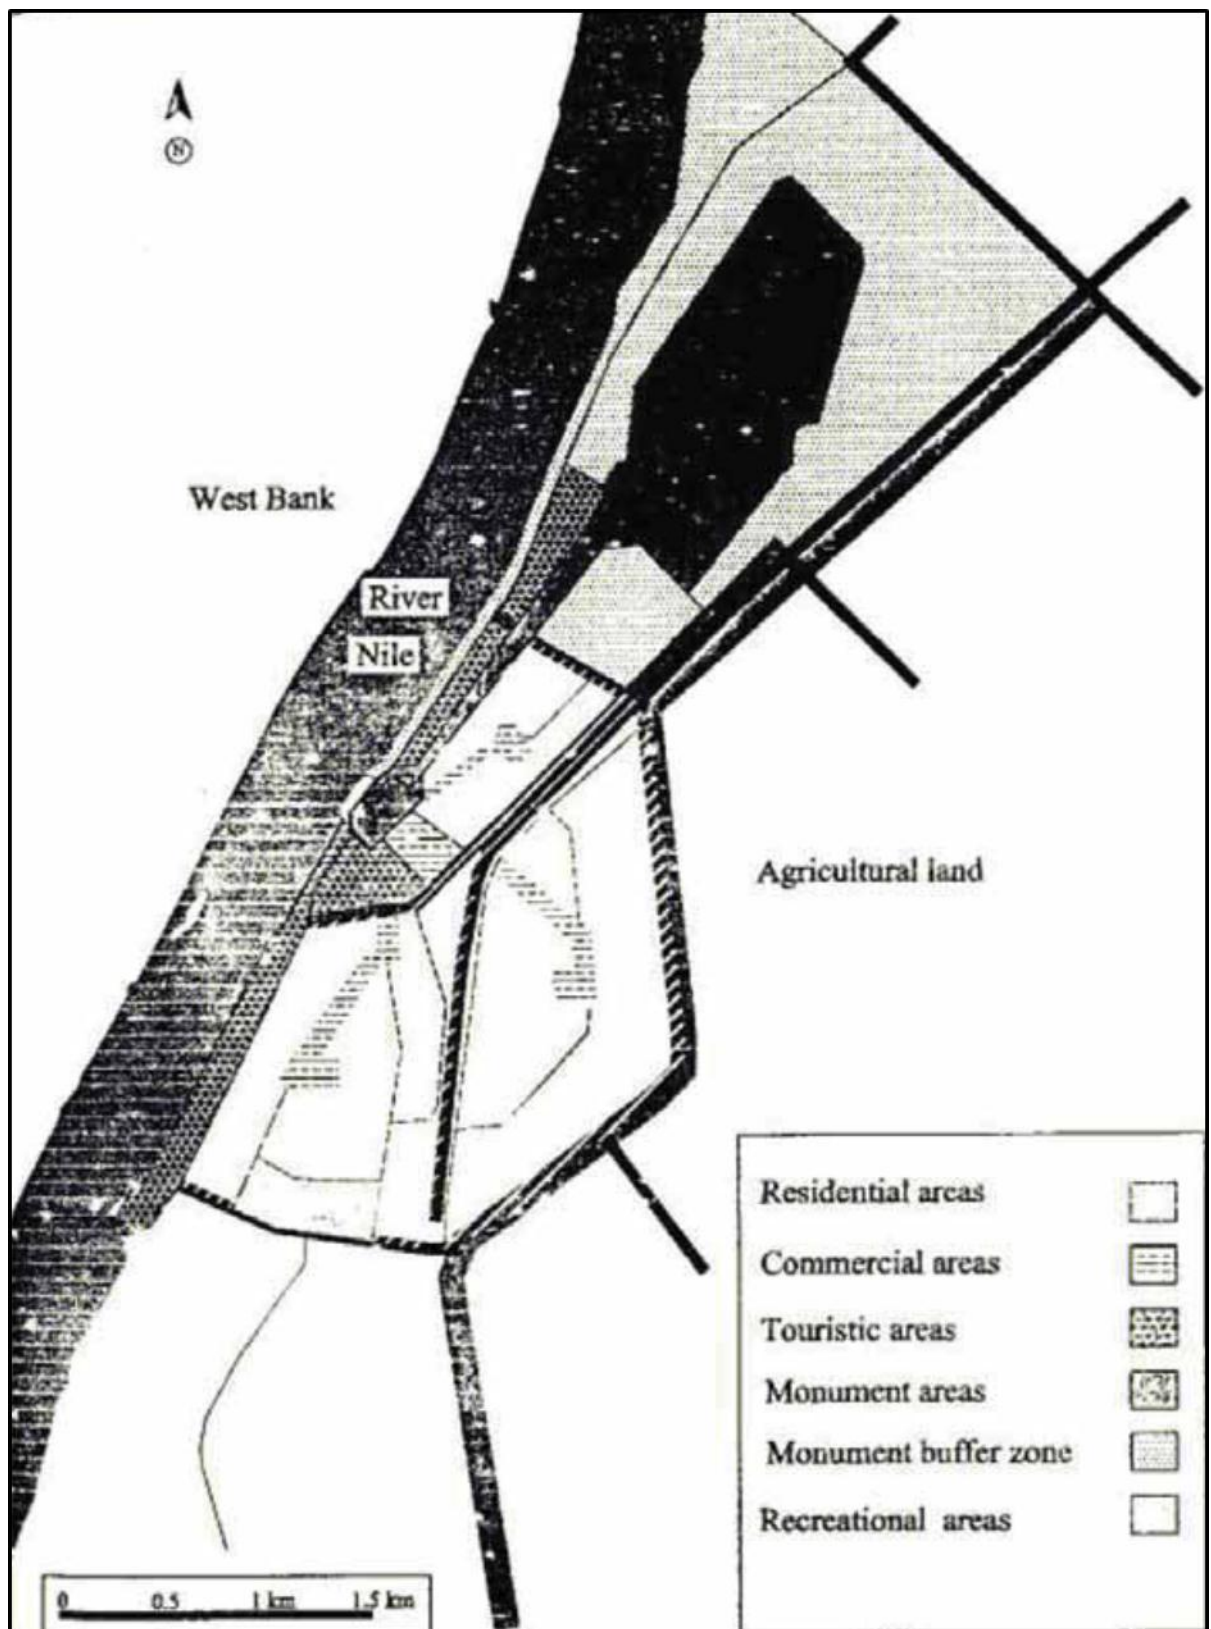 N
West Bank
River
Nile
Agricultural land
Residential areas
Commercial areas
Touristic areas
Monument areas
Monument buffer zone
Recreational areas
0 0.5 1 km 1.5 km